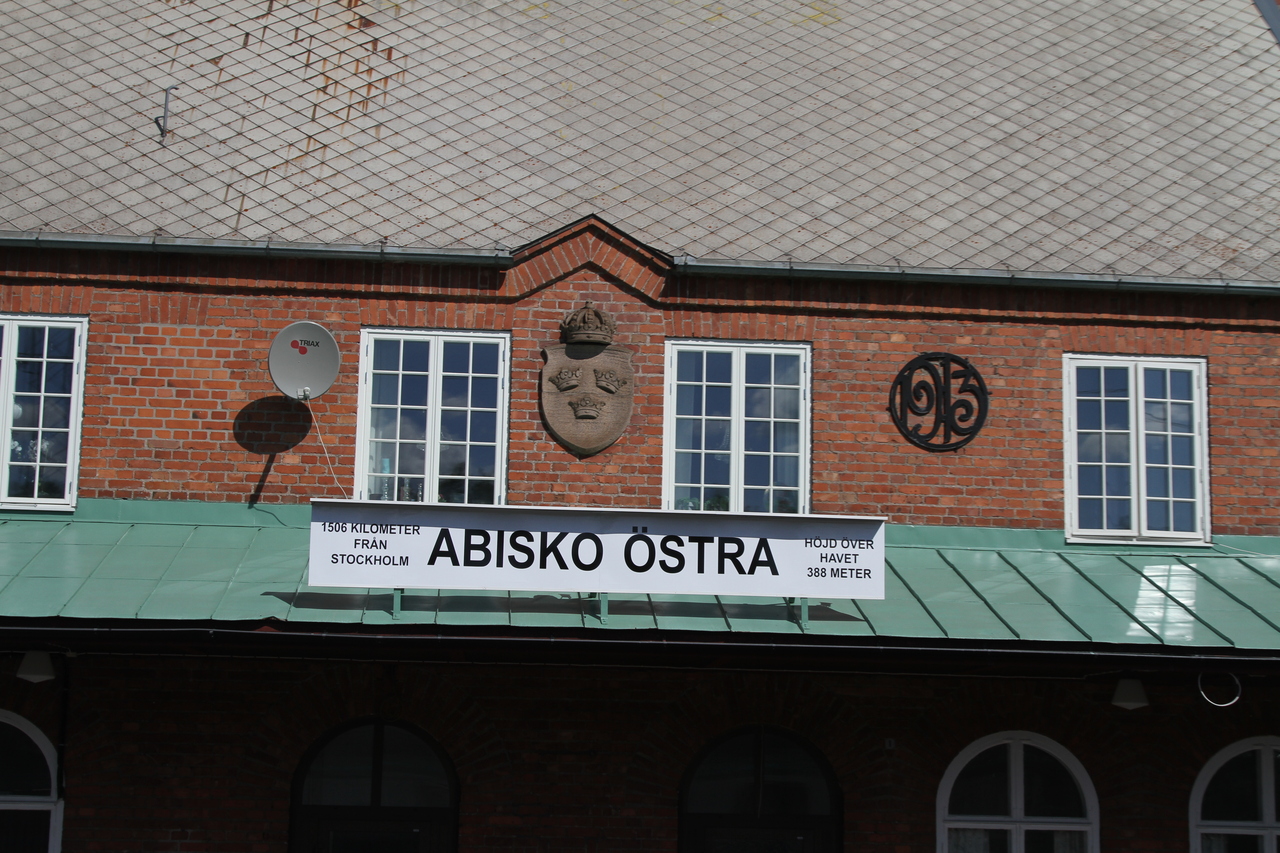 TRIAX
1913
1506 KILOMETER
FRÅN
STOCKHOLM
ABISKO ÖSTRA
HÖJD ÖVER
HAVET
388 METER